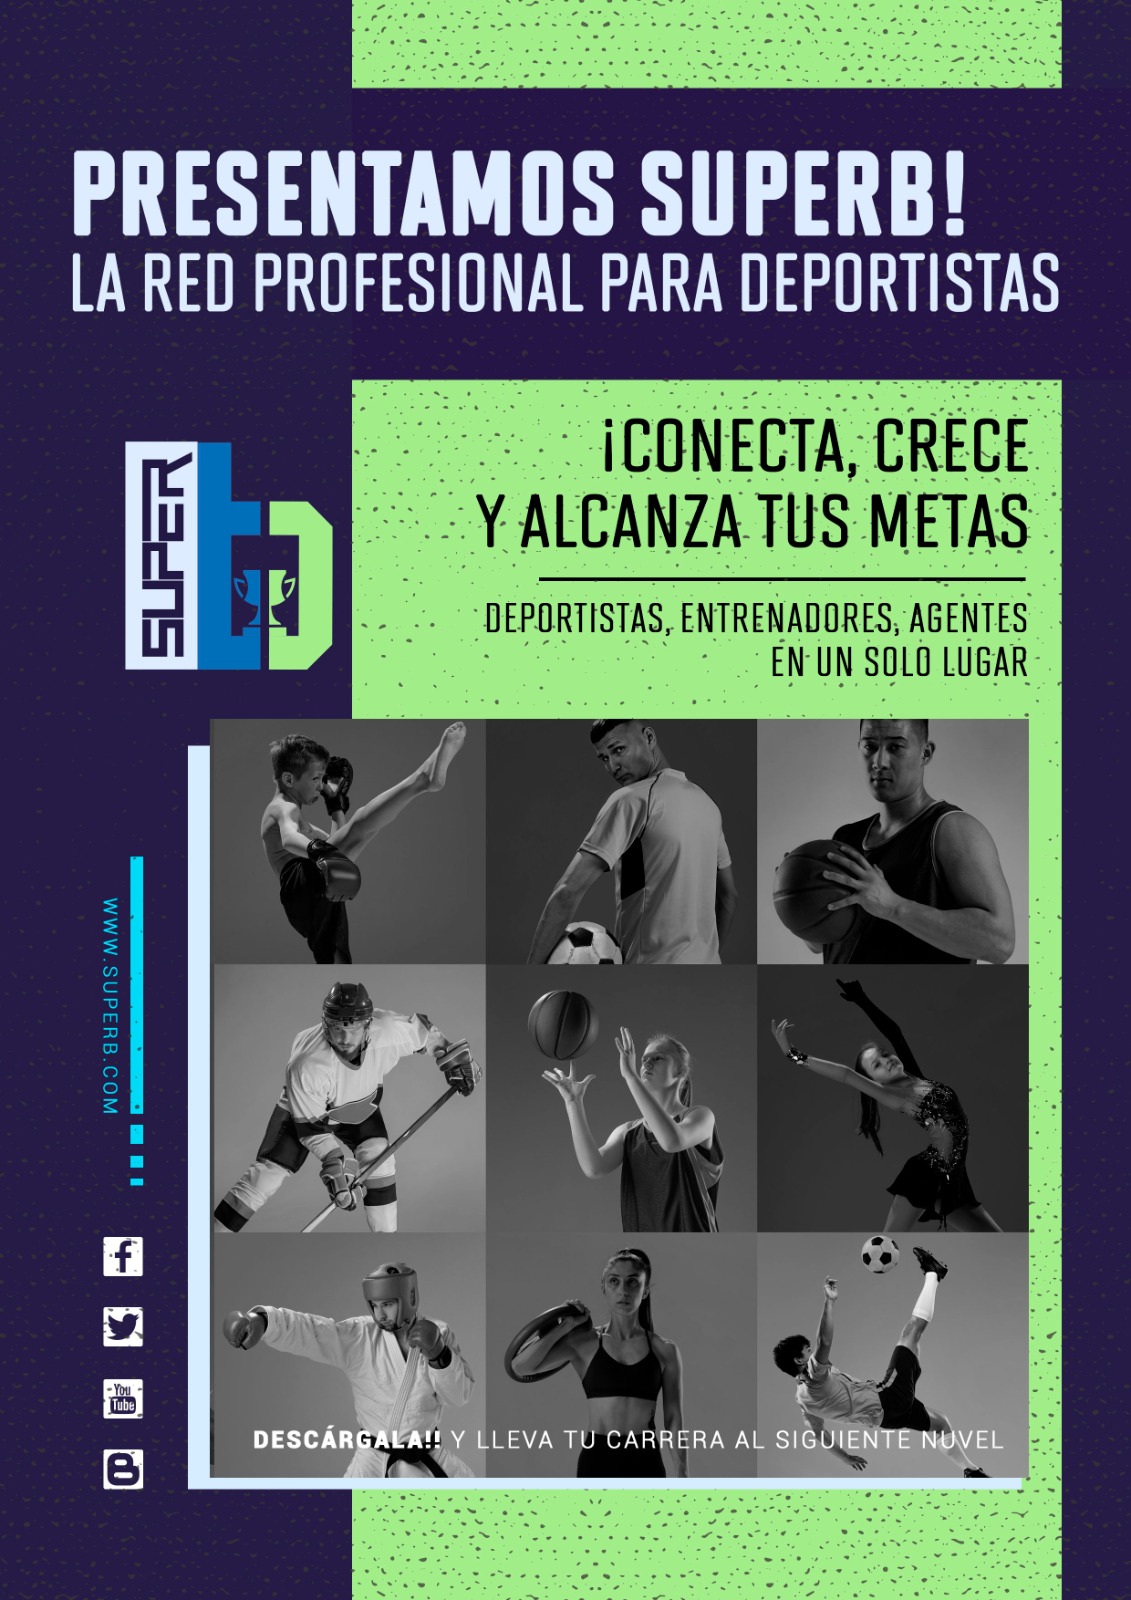 PRESENTAMOS SUPERB!
LA RED PROFESIONAL PARA DEPORTISTAS
¡CONECTA, CRECE
Y ALCANZA TUS METAS
DEPORTISTAS, ENTRENADORES, AGENTES
EN UN SOLO LUGAR
SUPER
b
WWW.SUPERB.COM
You
Tube
DESCÁRGALA!! Y LLEVA TU CARRERA AL SIGUIENTE NUVEL